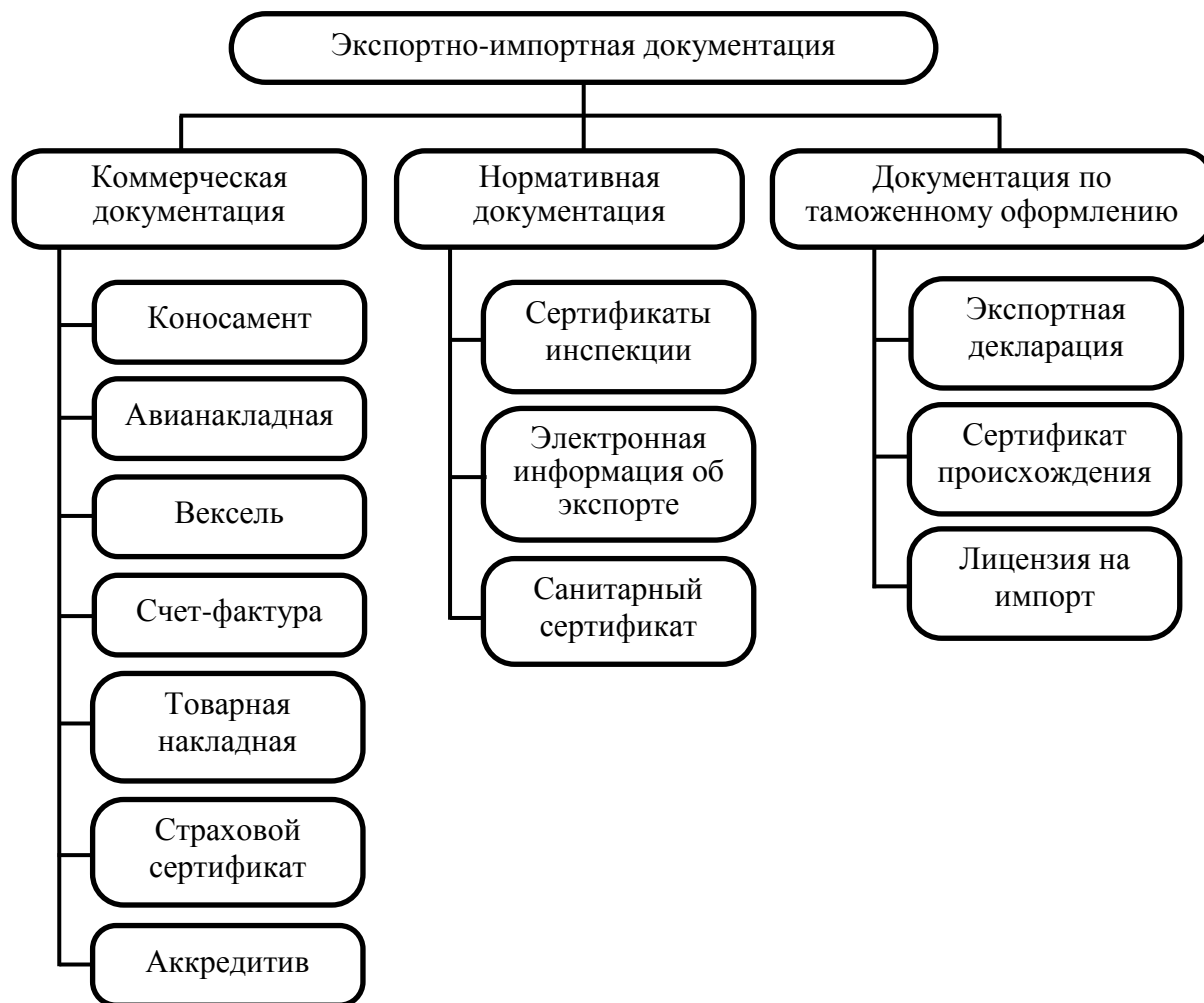 Экспортно-импортная документация
Коммерческая
документация
Коносамент
Авианакладная
Вексель
Счет-фактура
Товарная
накладная
Страховой
сертификат
Аккредитив
Нормативная
документация
Сертификаты
инспекции
Электронная
информация об
экспорте
Санитарный
сертификат
Документация по
таможенному оформлению
Экспортная
декларация
Сертификат
происхождения
Лицензия на
импорт